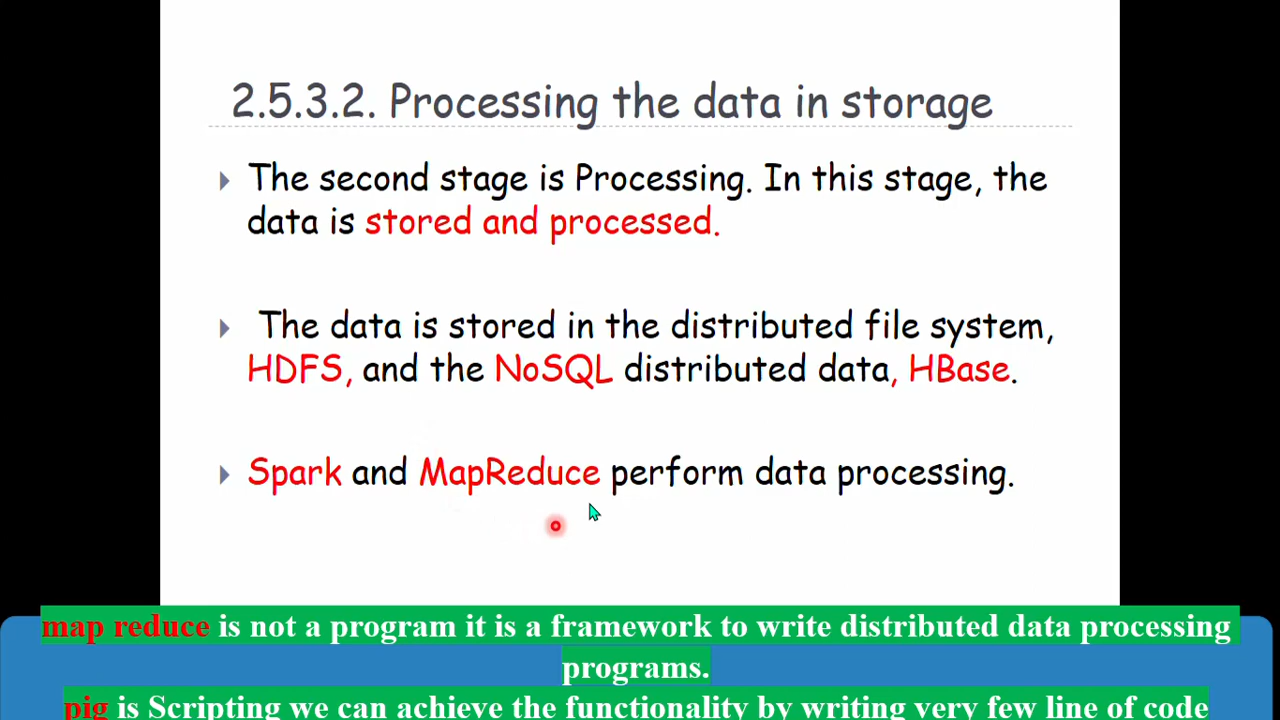 2.5.3.2. Processing the data in storage
The second stage is Processing. In this stage, the
data is stored and processed.
The data is stored in the distributed file system,
HDFS, and the NoSQL distributed data, HBase.
Spark and MapReduce perform data processing.
map reduce is not a program it is a framework to write distributed data processing
programs.
pig is Scripting we can achieve the functionality by writing very few line of code